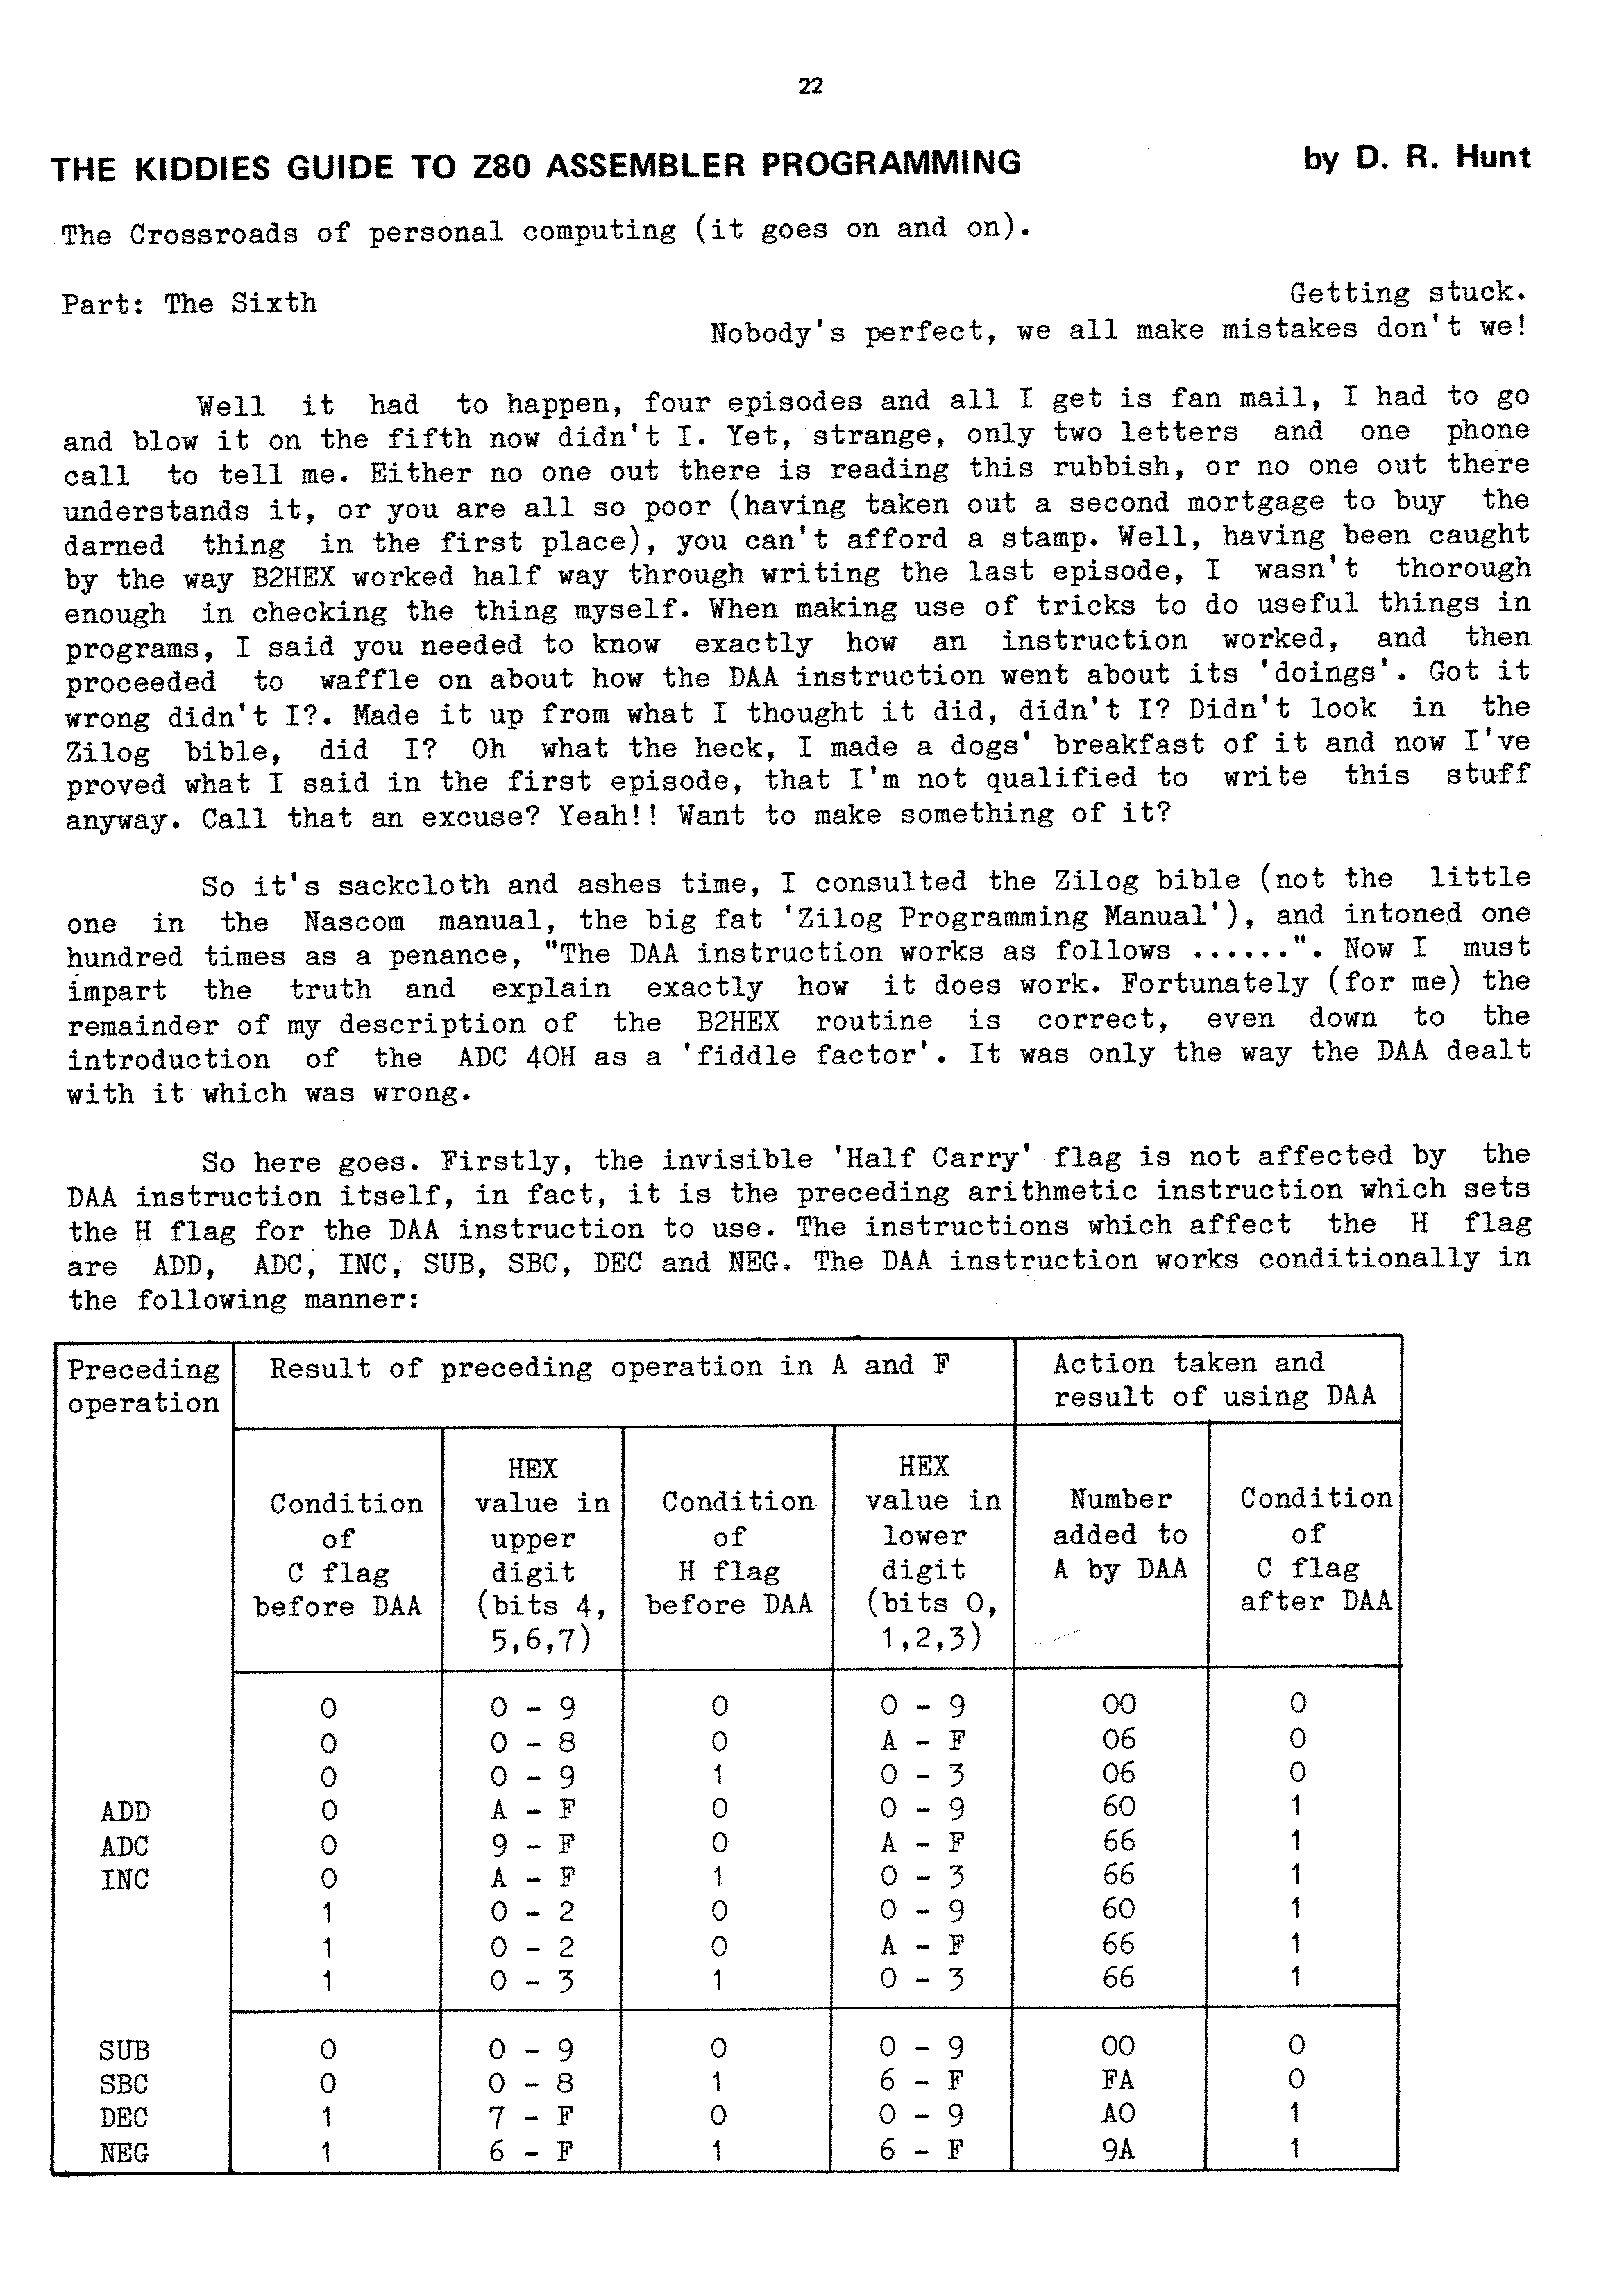 22
THE KIDDIES GUIDE TO Z80 ASSEMBLER PROGRAMMING by D. R. Hunt
The Crossroads of personal computing (it goes on and on).
Part: The Sixth Getting stuck.
Nobody's perfect, we all make mistakes don't we!
Well it had to happen, four episodes and all I get is fan mail, I had to go
and blow it on the fifth now didn't I. Yet, strange, only two letters and one phone
call to tell me. Either no one out there is reading this rubbish, or no one out there
understands it, or you are all so poor (having taken out a second mortgage to buy the
darned thing in the first place), you can't afford a stamp. Well, having been caught
by the way B2HEX worked half way through writing the last episode, I wasn't thorough
enough in checking the thing myself. When making use of tricks to do useful things in
programs, I said you needed to know exactly how an instruction worked, and then
proceeded to waffle on about how the DAA instruction went about its 'doings'. Got it
wrong didn't I?. Made it up from what I thought it did, didn't I? Didn't look in the
Zilog bible, did I? Oh what the heck, I made a dogs' breakfast of it and now I've
proved what I said in the first episode, that I'm not qualified to write this stuff
anyway. Call that an excuse? Yeah!! Want to make something of it?
So it's sackcloth and ashes time, I consulted the Zilog bible (not the little
one in the Nascom manual, the big fat 'Zilog Programming Manual'), and intoned one
hundred times as a penance, "The DAA instruction works as follows ......". Now I must
impart the truth and explain exactly how it does work. Fortunately (for me) the
remainder of my description of the B2HEX routine is correct, even down to the
introduction of the ADC 40H as a 'fiddle factor'. It was only the way the DAA dealt
with it which was wrong.
So here goes. Firstly, the invisible 'Half Carry' flag is not affected by the
DAA instruction itself, in fact, it is the preceding arithmetic instruction which sets
the H flag for the DAA instruction to use. The instructions which affect the H flag
are ADD, ADC, INC, SUB, SBC, DEC and NEG. The DAA instruction works conditionally in
the following manner:
Preceding Result of preceding operation in A and F Action taken and
operation result of using DAA
HEX HEX
Condition value in Condition value in Number Condition
of upper of lower added to of
C flag digit H flag digit A by DAA C flag
before DAA (bits 4, before DAA (bits 0, after DAA
5,6,7) 1,2,3)
0 0 - 9 0 0 - 9 00 0
0 0 - 8 0 A - F 06 0
0 0 - 9 1 0 - 3 06 0
ADD 0 A - F 0 0 - 9 60 1
ADC 0 9 - F 0 A - F 66 1
INC 0 A - F 1 0 - 3 66 1
1 0 - 2 0 0 - 9 60 1
1 0 - 2 0 A - F 66 1
1 0 - 3 1 0 - 3 66 1
SUB 0 0 - 9 0 0 - 9 00 0
SBC 0 0 - 8 1 6 - F FA 0
DEC 1 7 - F 0 0 - 9 A0 1
NEG 1 6 - F 1 6 - F 9A 1